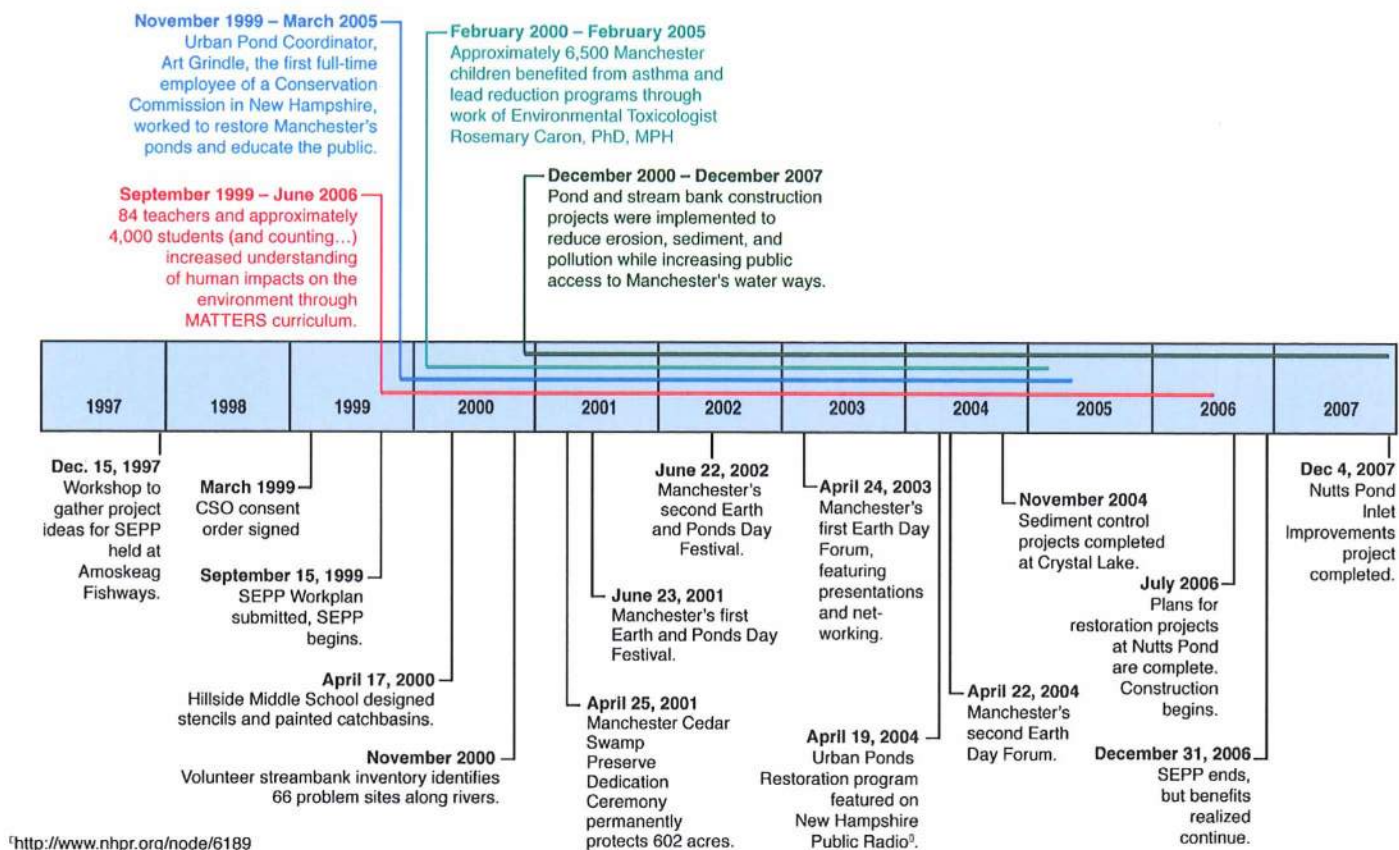 November 1999 – March 2005
Urban Pond Coordinator,
Art Grindle, the first full-time
employee of a Conservation
Commission in New Hampshire,
worked to restore Manchester's
ponds and educate the public.
February 2000 – February 2005
Approximately 6,500 Manchester
children benefited from asthma and
lead reduction programs through
work of Environmental Toxicologist
Rosemary Caron, PhD, MPH
September 1999 – June 2006
84 teachers and approximately
4,000 students (and counting...)
increased understanding
of human impacts on the
environment through
MATTERS curriculum.
December 2000 – December 2007
Pond and stream bank construction
projects were implemented to
reduce erosion, sediment, and
pollution while increasing public
access to Manchester's water ways.
1997 1998 1999 2000 2001 2002 2003 2004 2005 2006 2007
Dec. 15, 1997
Workshop to
gather project
ideas for SEPP
held at
Amoskeag
Fishways.
March 1999
CSO consent
order signed
September 15, 1999
SEPP Workplan
submitted, SEPP
begins.
April 17, 2000
Hillside Middle School designed
stencils and painted catchbasins.
November 2000
Volunteer streambank inventory identifies
66 problem sites along rivers.
April 25, 2001
Manchester Cedar
Swamp
Preserve
Dedication
Ceremony
permanently
protects 602 acres.
June 23, 2001
Manchester's first
Earth and Ponds Day
Festival.
June 22, 2002
Manchester's
second Earth
and Ponds Day
Festival.
April 24, 2003
Manchester's
first Earth Day
Forum,
featuring
presentations
and net-
working.
April 19, 2004
Urban Ponds
Restoration program
featured on
New Hampshire
Public Radio.
April 22, 2004
Manchester's
second Earth
Day Forum.
November 2004
Sediment control
projects completed
at Crystal Lake.
July 2006
Plans for
restoration projects
at Nutts Pond
are complete.
Construction
begins.
December 31, 2006
SEPP ends,
but benefits
realized
continue.
Dec 4, 2007
Nutts Pond
Inlet
Improvements
project
completed.
http://www.nhpr.org/node/6189